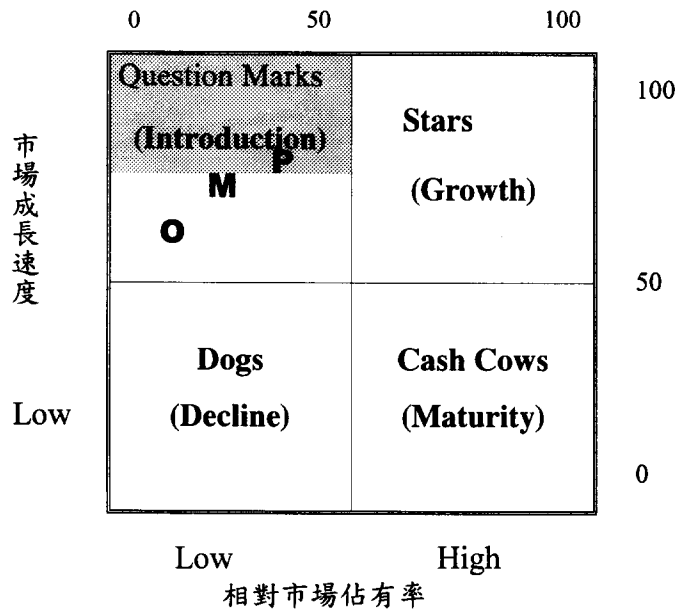 0 50 100
Question Marks
(Introduction)
P
M
O
Stars
(Growth)
100
市場成長速度
50
Dogs
(Decline)
Cash Cows
(Maturity)
Low
0
Low High
相對市場佔有率